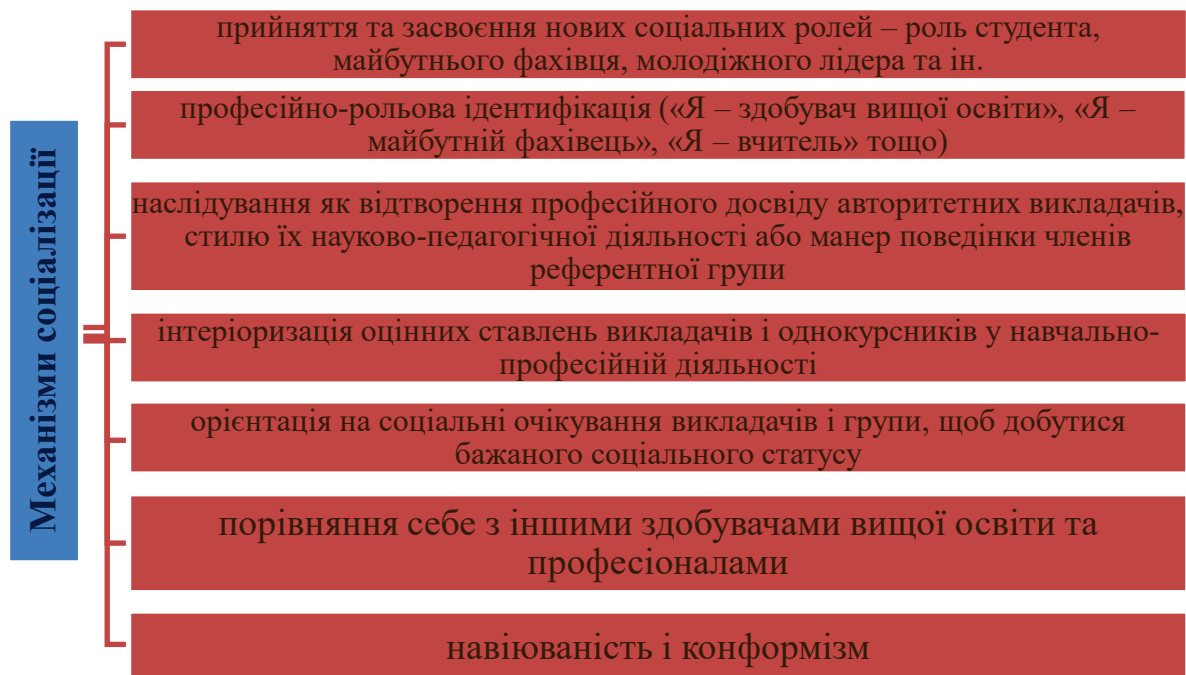 Механізми соціалізації
прийняття та засвоєння нових соціальних ролей – роль студента,
майбутнього фахівця, молодіжного лідера та ін.
професійно-рольова ідентифікація («Я – здобувач вищої освіти», «Я –
майбутній фахівець», «Я – вчитель» тощо)
наслідування як відтворення професійного досвіду авторитетних викладачів,
стилю їх науково-педагогічної діяльності або манер поведінки членів
референтної групи
інтеріоризація оцінних ставлень викладачів і однокурсників у навчально-
професійній діяльності
орієнтація на соціальні очікування викладачів і групи, щоб добутися
бажаного соціального статусу
порівняння себе з іншими здобувачами вищої освіти та
професіоналами
навіюваність і конформізм